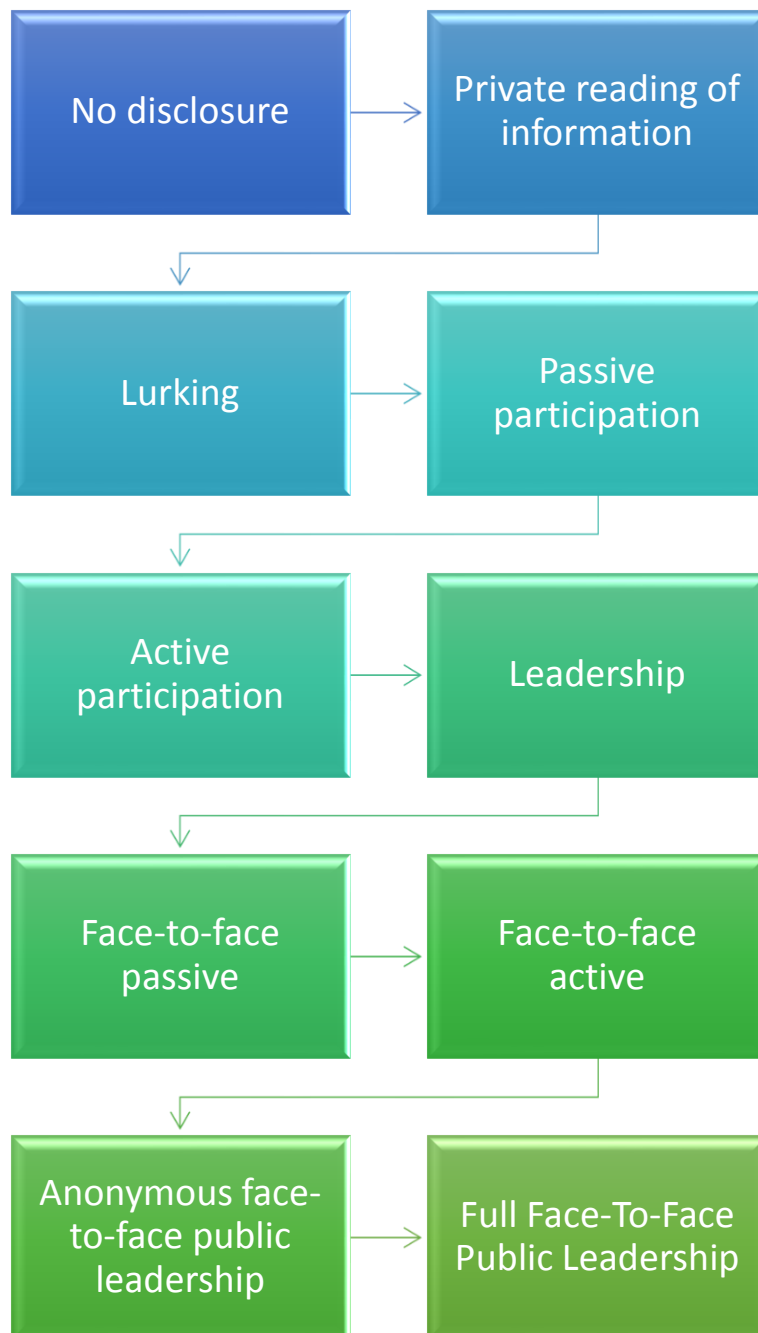 No disclosure
Private reading of
information
Lurking
Passive
participation
Active
participation
Leadership
Face-to-face
passive
Face-to-face
active
Anonymous face-
to-face public
leadership
Full Face-To-Face
Public Leadership